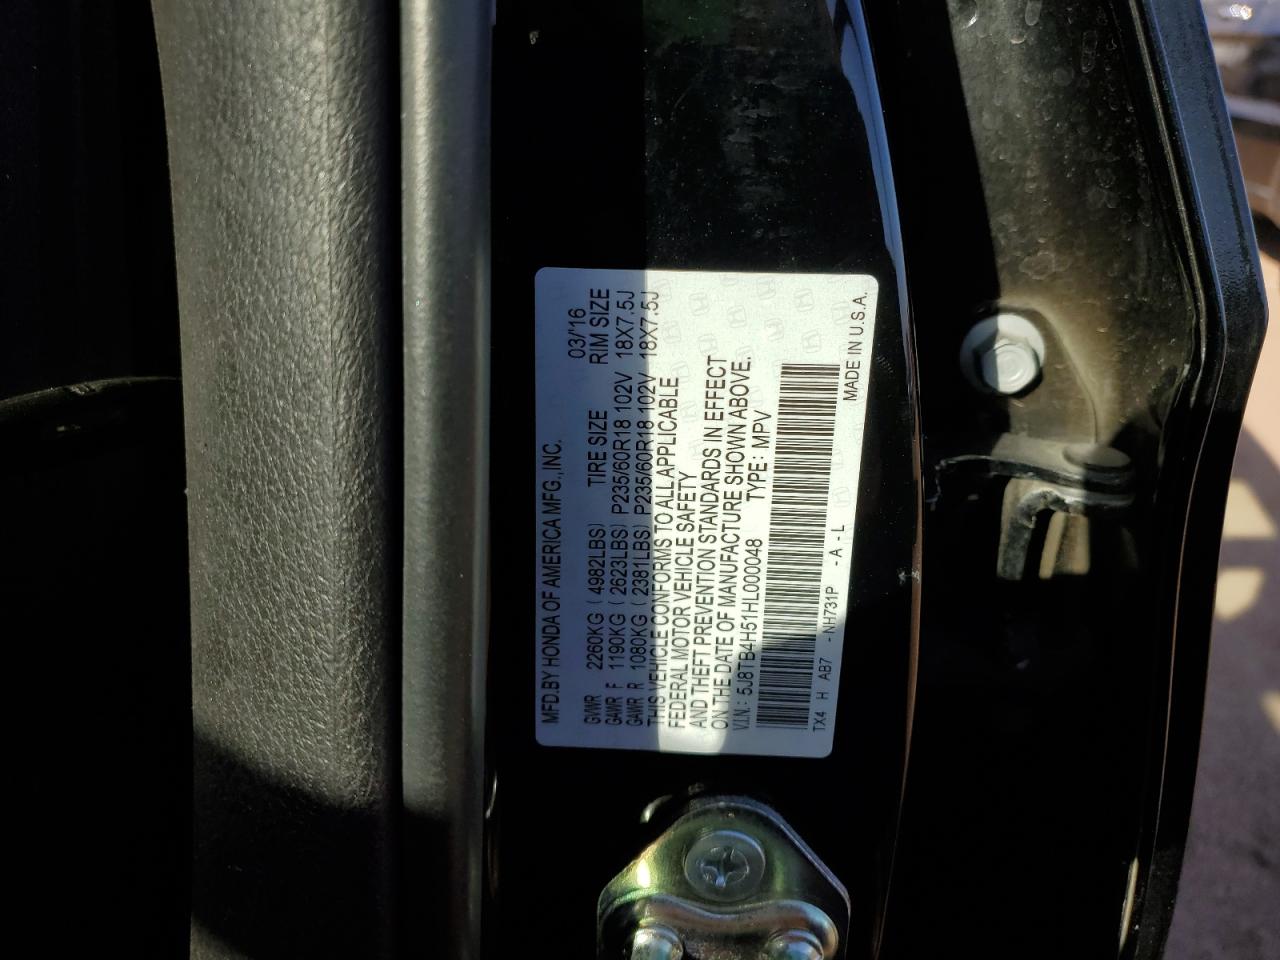 MFD.BY HONDA OF AMERICA MFG.,INC. 03/'16
TIRE SIZE RIM SIZE
GVWR 2260KG ( 4982LBS)
GAWR F 1190KG ( 2623LBS) P235/60R18 102V 18X7.5J
GAWR R 1080KG ( 2381LBS) P235/60R18 102V 18X7.5J
THIS VEHICLE CONFORMS TO ALL APPLICABLE
FEDERAL MOTOR VEHICLE SAFETY
AND THEFT PREVENTION STANDARDS IN EFFECT
ON THE DATE OF MANUFACTURE SHOWN ABOVE.
V.I.N.: 5J8TB4H51HL000048 TYPE: MPV
TX4 H AB7 -NH731P -A-L MADE IN U.S.A.